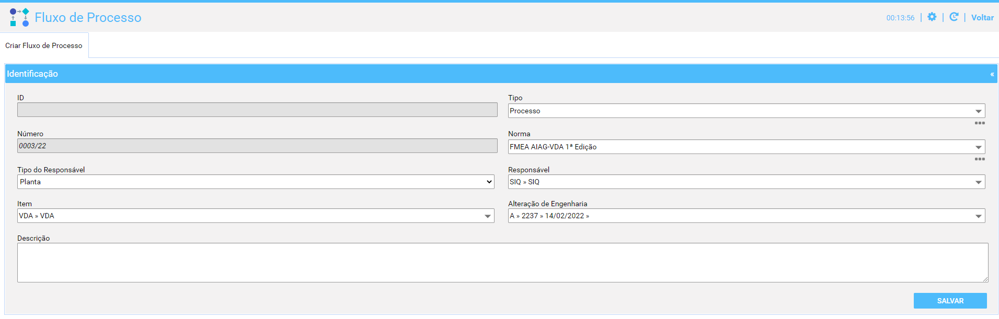 Fluxo de Processo
00:13:56 | | | Voltar
Criar Fluxo de Processo
Identificação «
ID
Tipo
Processo
Número
0003/22
Norma
FMEA AIAG-VDA 1ª Edição
Tipo do Responsável
Planta
Responsável
SIQ » SIQ
Item
VDA » VDA
Alteração de Engenharia
A » 2237 » 14/02/2022 »
Descrição
SALVAR